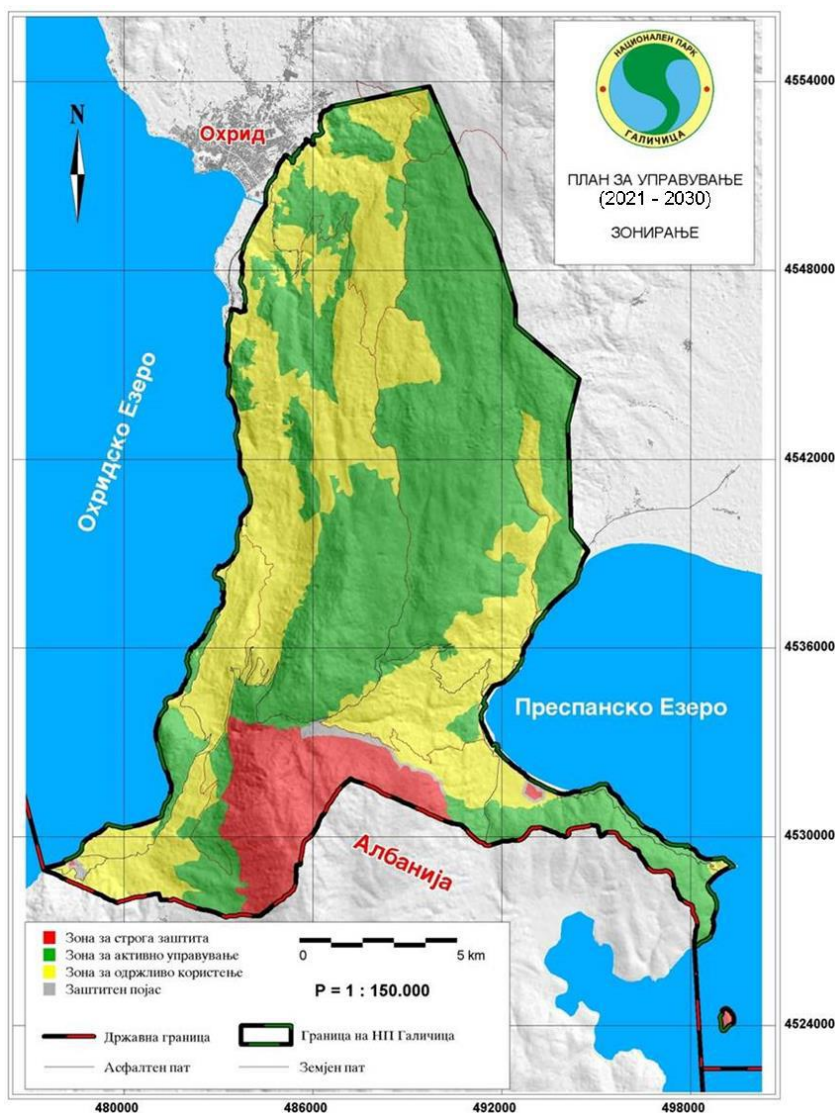 НАЦИОНАЛЕН ПАРК
ГАЛИЧИЦА
ПЛАН ЗА УПРАВУВАЊЕ
(2021 - 2030)
ЗОНИРАЊЕ
N
Охрид
Охридско Езеро
Преспанско Езеро
Албанија
4554000
4548000
4542000
4536000
4530000
4524000
Зона за строга заштита
Зона за активно управување
Зона за одржливо користење
Заштитен појас
0 5 km
Р = 1 : 150.000
Државна граница
Граница на НП Галичица
Асфалтен пат
Земјен пат
480000 486000 492000 498000